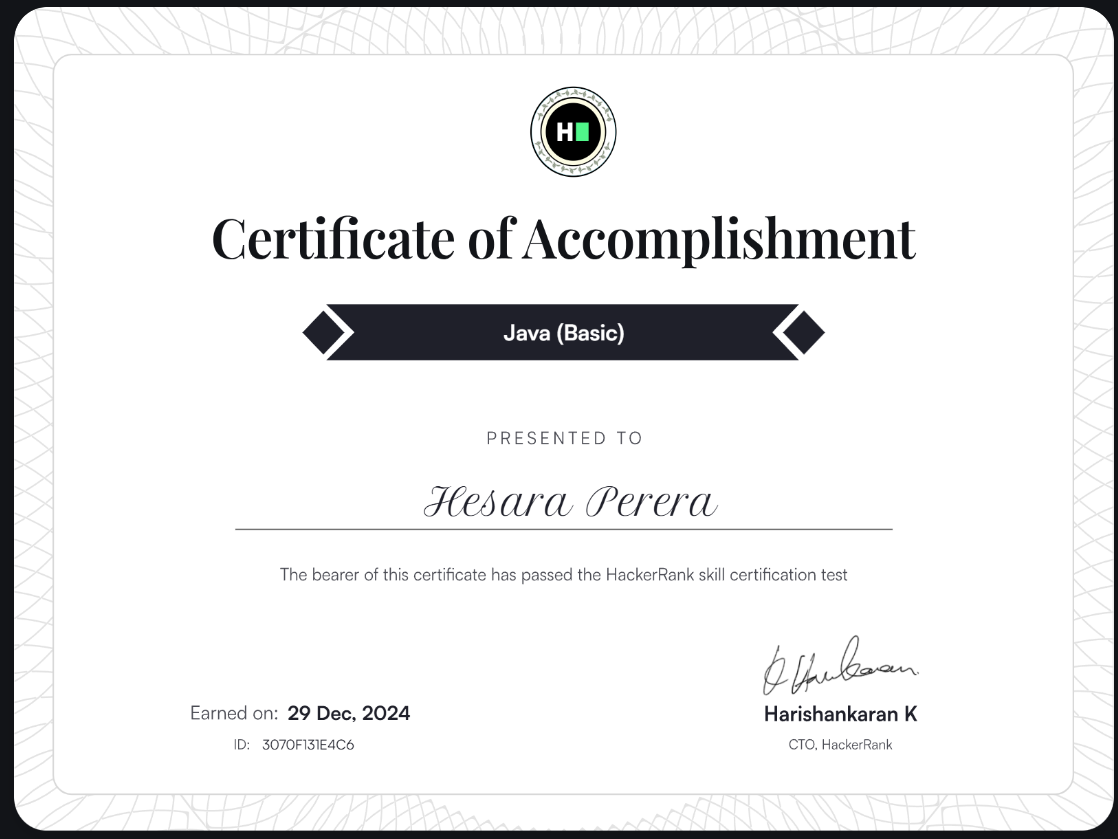 H
Certificate of Accomplishment
Java (Basic)
PRESENTED TO
Hesara Perera
The bearer of this certificate has passed the HackerRank skill certification test
Earned on: 29 Dec, 2024
Harishankaran K
ID: 3070F131E4C6
CTO, HackerRank